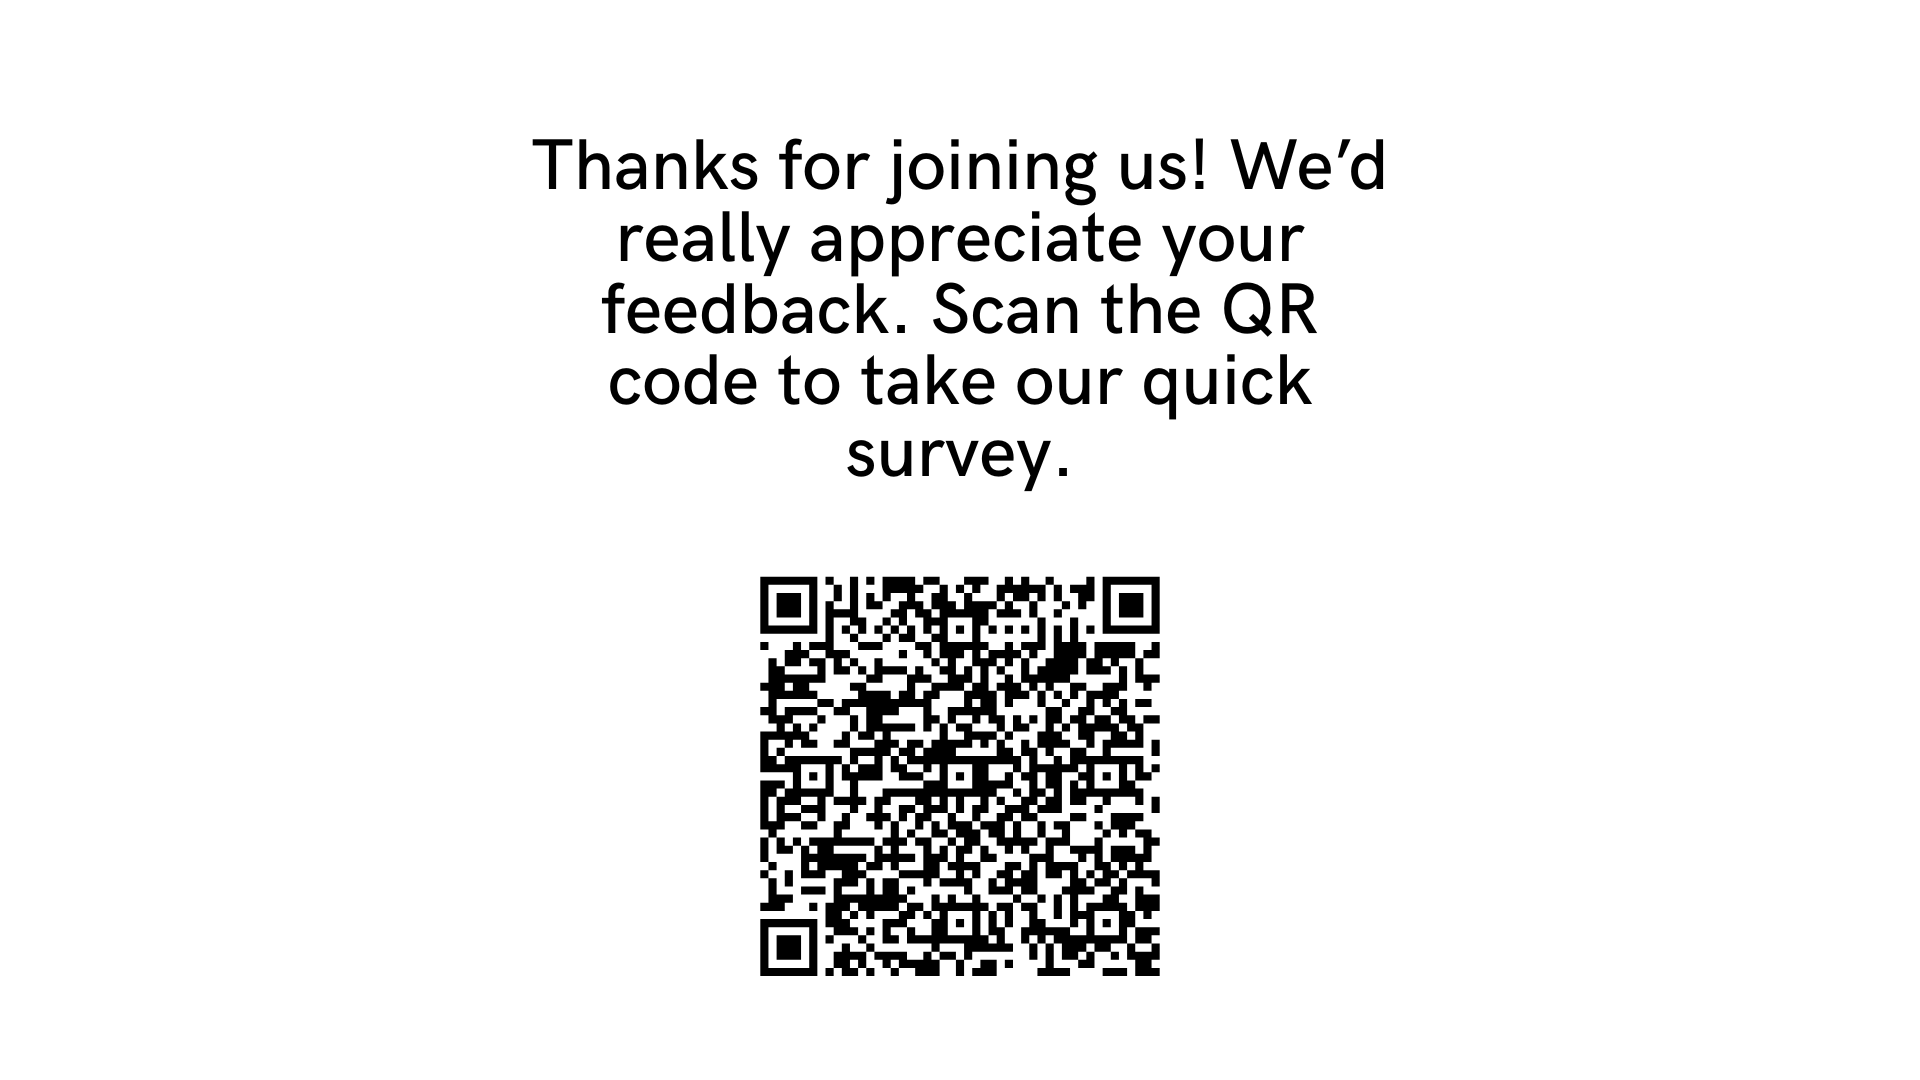 Thanks for joining us! We’d
really appreciate your
feedback. Scan the QR
code to take our quick
survey.